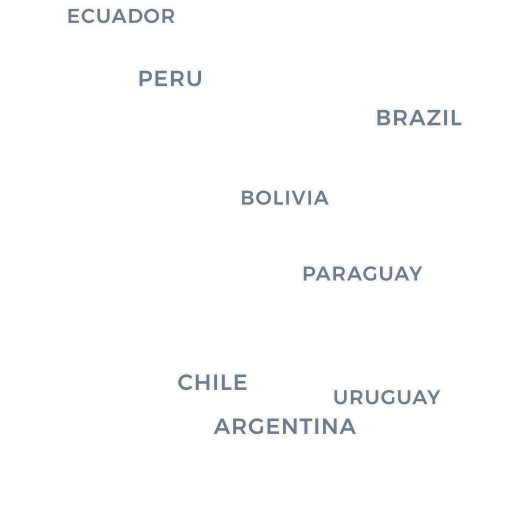 ECUADOR
PERU
BRAZIL
BOLIVIA
PARAGUAY
CHILE
URUGUAY
ARGENTINA